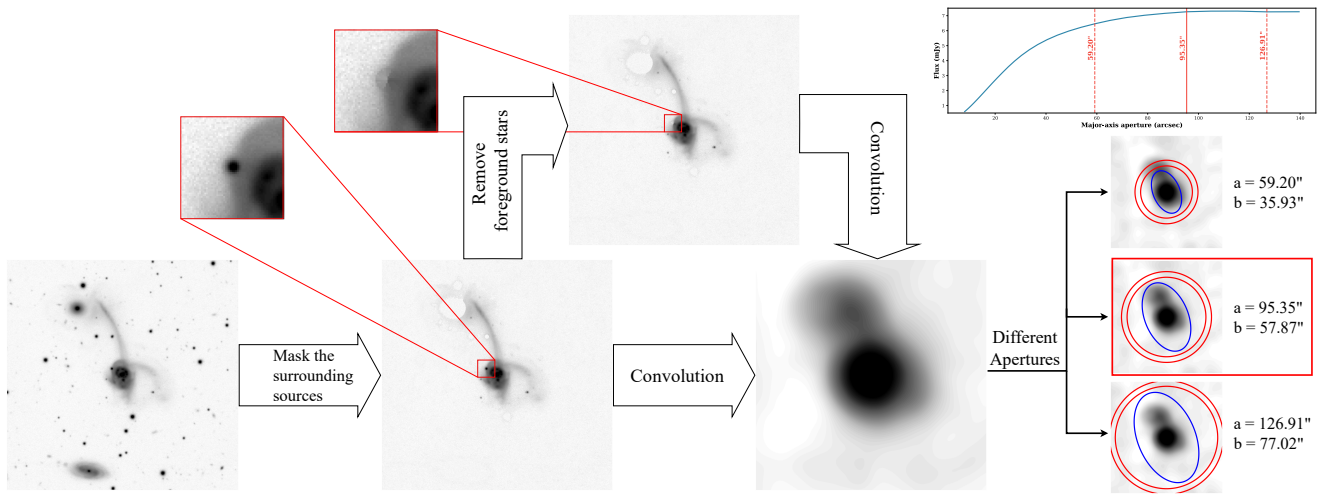 Mask the
surrounding
sources
Remove
foreground stars
Convolution
Convolution
Different
Apertures
Flux (mJy)
7
6
5
4
3
2
1
59.20"
95.35"
126.91"
20
40
60
80
100
120
140
Major-axis aperture (arcsec)
a = 59.20"
b = 35.93"
a = 95.35"
b = 57.87"
a = 126.91"
b = 77.02"